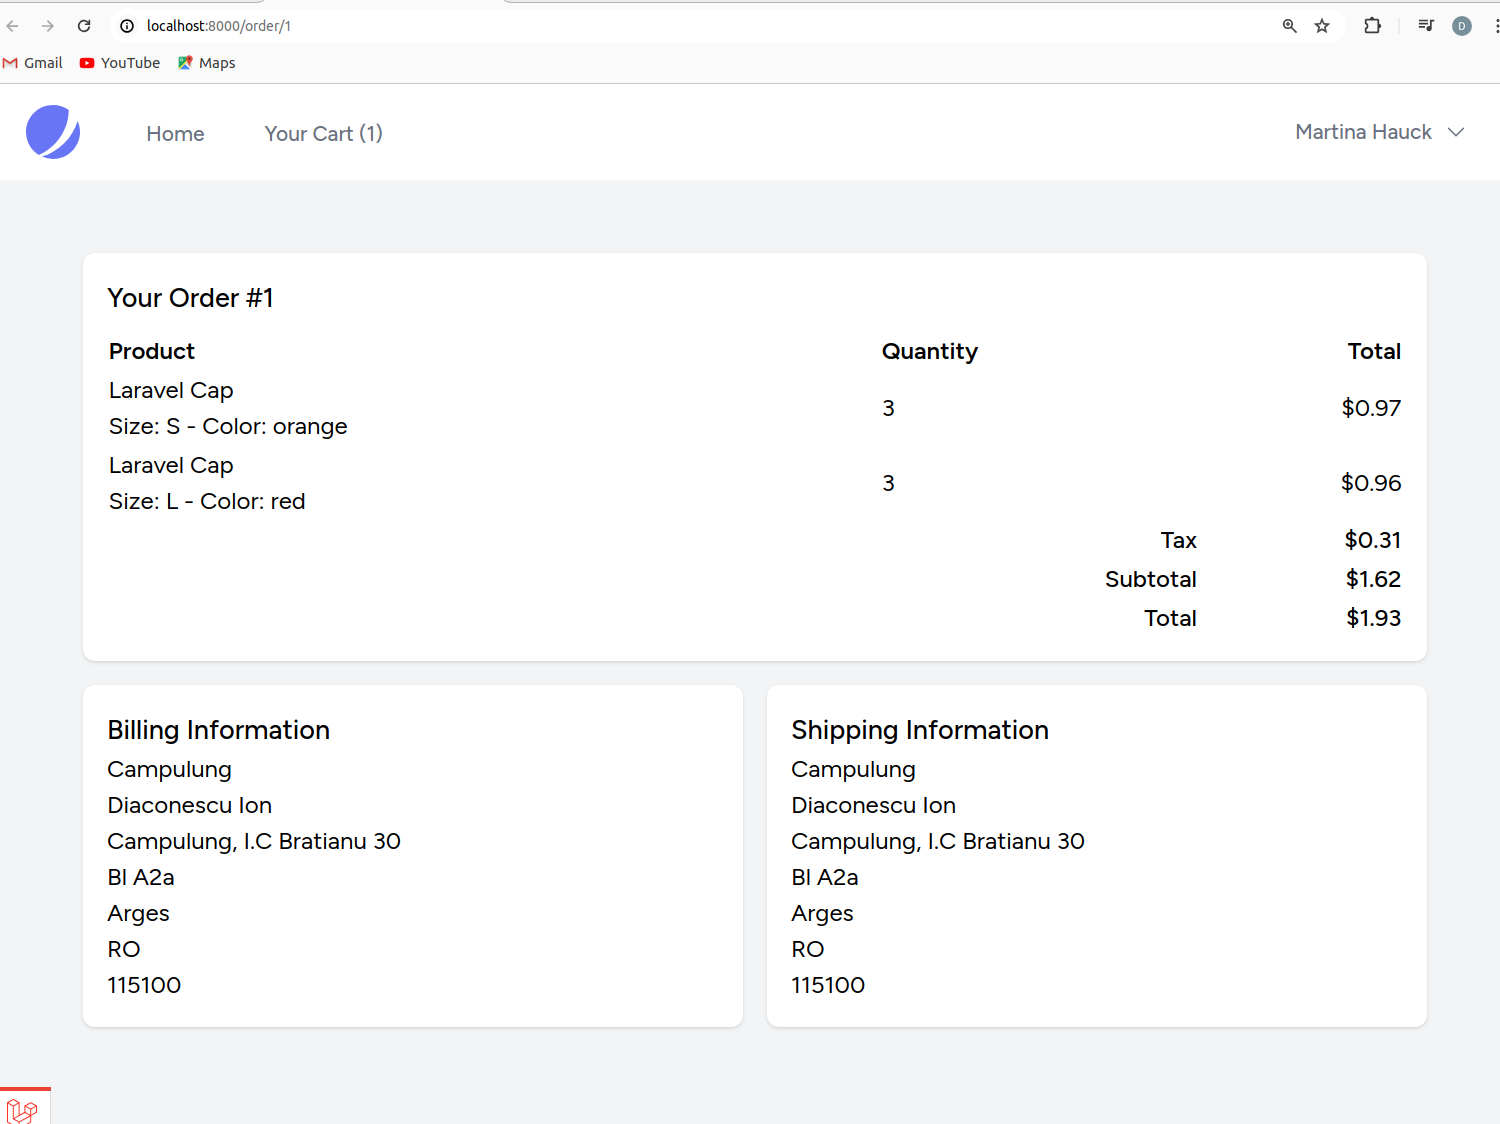 localhost:8000/order/1
D
Gmail YouTube Maps
Home Your Cart (1) Martina Hauck
Your Order #1
Product Quantity Total
Laravel Cap
Size: S - Color: orange
3 $0.97
Laravel Cap
Size: L - Color: red
3 $0.96
Tax $0.31
Subtotal $1.62
Total $1.93
Billing Information
Campulung
Diaconescu Ion
Campulung, I.C Bratianu 30
Bl A2a
Arges
RO
115100
Shipping Information
Campulung
Diaconescu Ion
Campulung, I.C Bratianu 30
Bl A2a
Arges
RO
115100